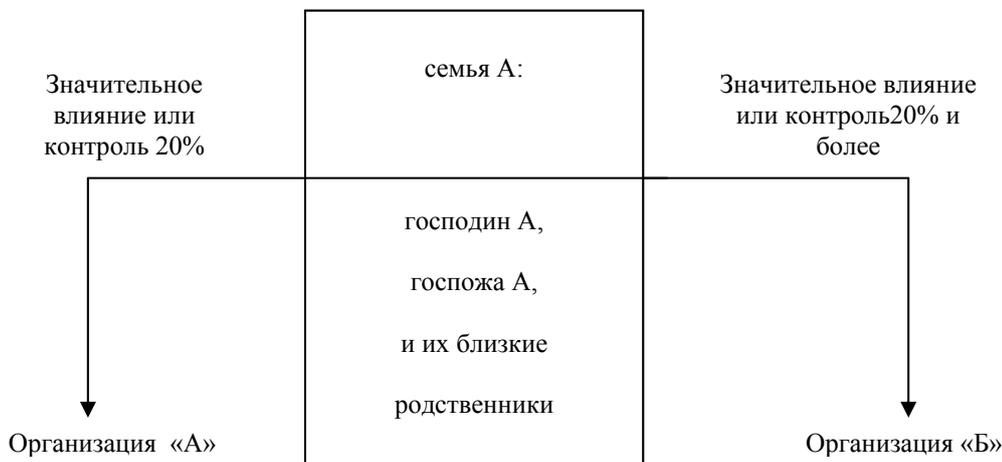 семья А:
Значительное
влияние или
контроль 20%
Значительное влияние
или контроль20% и
более
господин А,
госпожа А,
и их близкие
родственники
Организация «А»
Организация «Б»